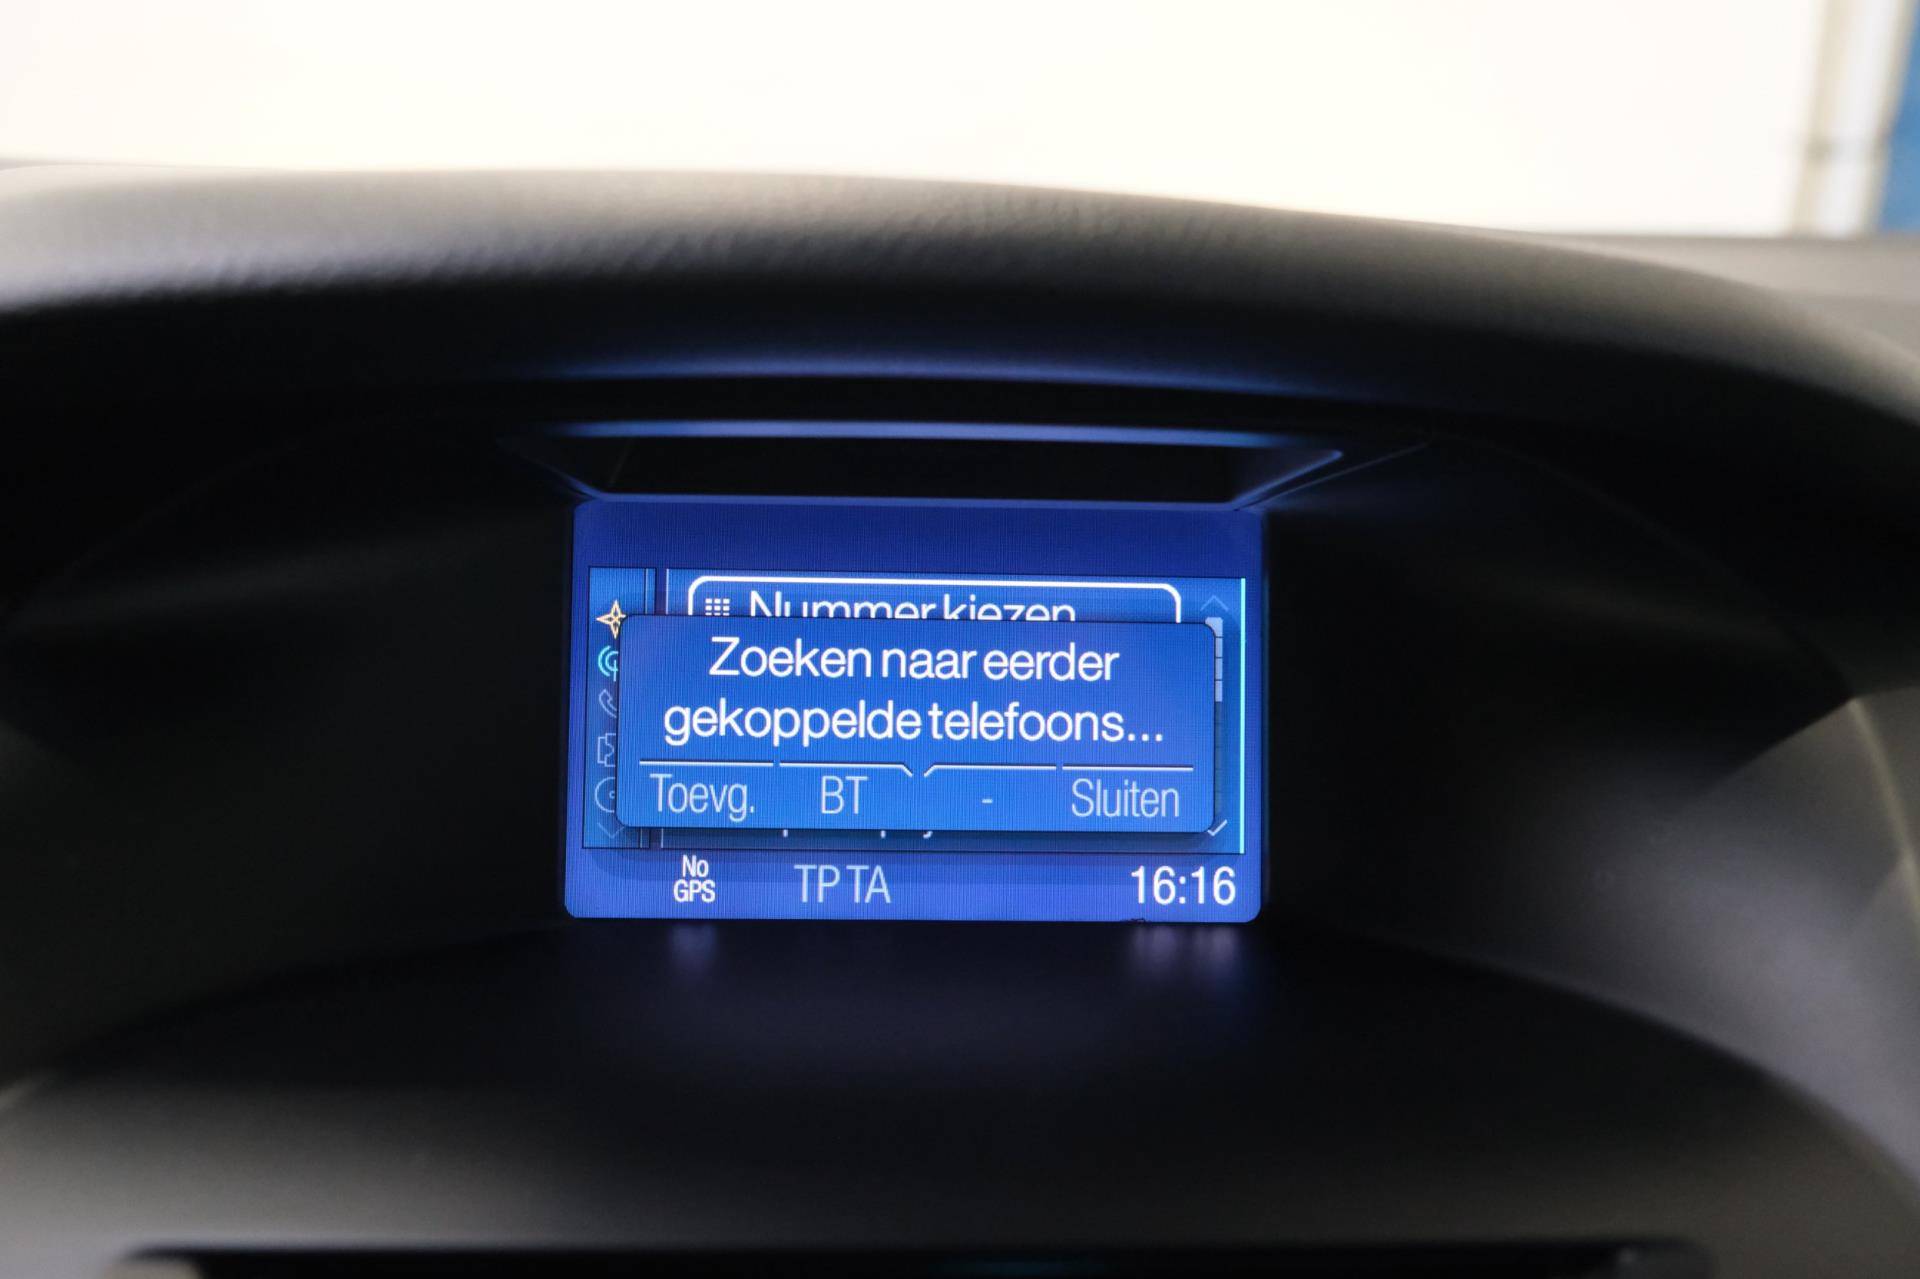 Nummer kiezen
Zoeken naar eerder
gekoppelde telefoons...
Toevg. BT - Sluiten
No
GPS
TP TA
16:16